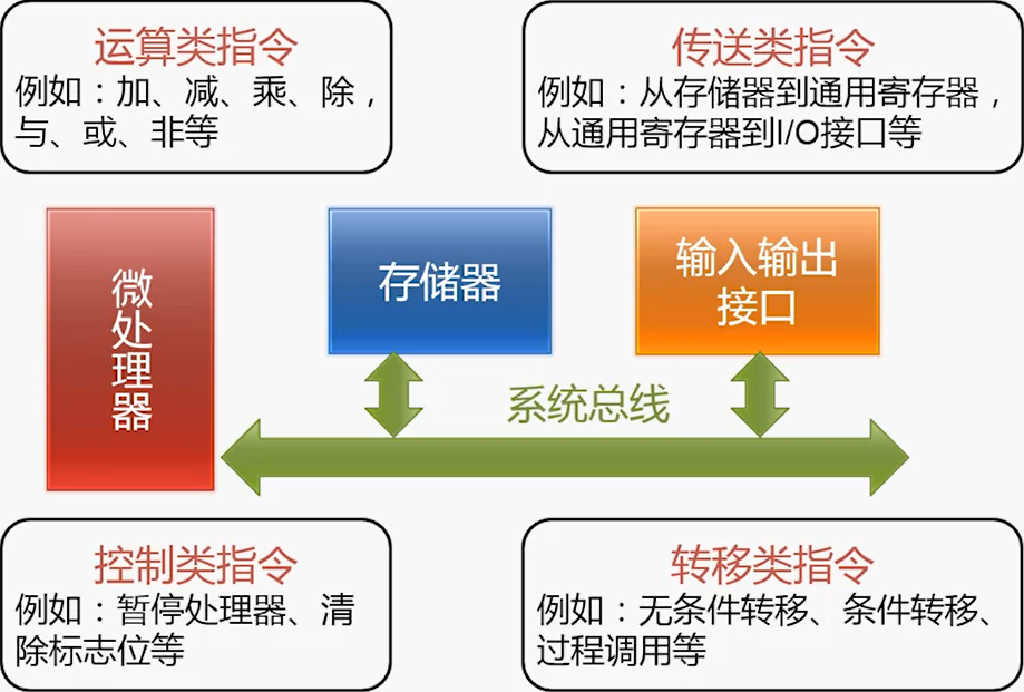 运算类指令
例如：加、减、乘、除，
与、或、非等
传送类指令
例如：从存储器到通用寄存器，
从通用寄存器到I/O接口等
微处理器
存储器
输入输出
接口
系统总线
控制类指令
例如：暂停处理器、清
除标志位等
转移类指令
例如：无条件转移、条件转移、
过程调用等